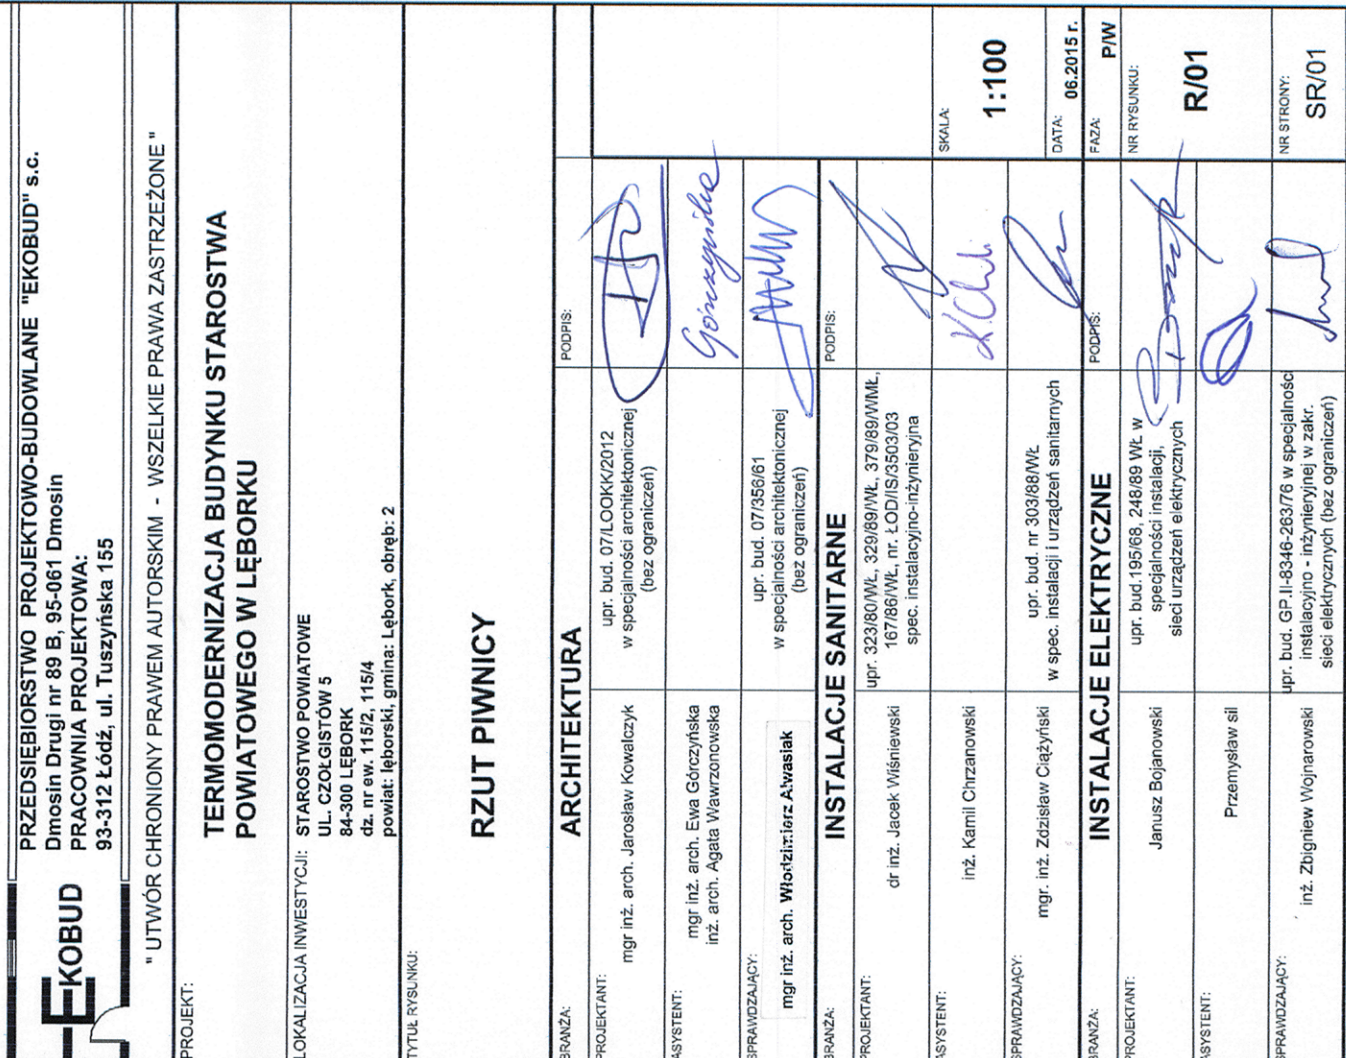 EKOBUD
PRZEDSIĘBIORSTWO PROJEKTOWO-BUDOWLANE "EKOBUD" s.c.
Dmosin Drugi nr 89 B, 95-061 Dmosin
PRACOWNIA PROJEKTOWA:
93-312 Łódź, ul. Tuszyńska 155
" UTWÓR CHRONIONY PRAWEM AUTORSKIM - WSZELKIE PRAWA ZASTRZEŻONE "
PROJEKT:
TERMOMODERNIZACJA BUDYNKU STAROSTWA
POWIATOWEGO W LĘBORKU
LOKALIZACJA INWESTYCJI:
STAROSTWO POWIATOWE
UL. CZOŁGISTÓW 5
84-300 LĘBORK
dz. nr ew. 115/2, 115/4
powiat: lęborski, gmina: Lębork, obręb: 2
TYTUŁ RYSUNKU:
RZUT PIWNICY
BRANŻA:
ARCHITEKTURA
PODPIS:
PROJEKTANT:
mgr inż. arch. Jarosław Kowalczyk
upr. bud. 07/LOOKK/2012
w specjalności architektonicznej
(bez ograniczeń)
ASYSTENT:
mgr inż. arch. Ewa Górczyńska
inż. arch. Agata Wawrzonowska
Górczyńska
SPRAWDZAJĄCY:
mgr inż. arch. Włodzimierz Alwasiak
upr. bud. 07/356/61
w specjalności architektonicznej
(bez ograniczeń)
BRANŻA:
INSTALACJE SANITARNE
PODPIS:
PROJEKTANT:
dr inż. Jacek Wiśniewski
upr. 323/80/WŁ, 329/89/WŁ, 379/89/WMŁ,
167/86/WŁ, nr. ŁOD/IS/3503/03
spec. instalacyjno-inżynieryjna
ASYSTENT:
inż. Kamil Chrzanowski
SPRAWDZAJĄCY:
mgr. inż. Zdzisław Ciążyński
upr. bud. nr 303/88/WŁ
w spec. instalacji i urządzeń sanitarnych
SKALA:
1:100
DATA:
06.2015 r.
BRANŻA:
INSTALACJE ELEKTRYCZNE
PODPIS:
FAZA:
P/W
PROJEKTANT:
Janusz Bojanowski
upr. bud.195/68, 248/89 WŁ w
specjalności instalacji,
sieci urządzeń elektrycznych
NR RYSUNKU:
R/01
ASYSTENT:
Przemysław sil
SPRAWDZAJĄCY:
inż. Zbigniew Wojnarowski
upr. bud. GP.II-8346-263/76 w specjalności
instalacyjno - inżynieryjnej w zakr.
sieci elektrycznych (bez ograniczeń)
NR STRONY:
SR/01